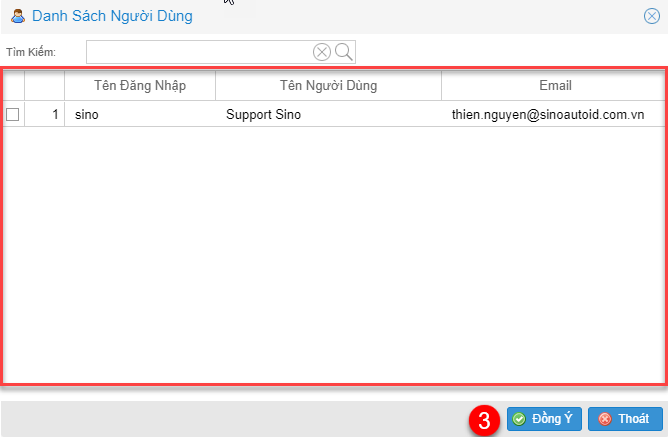 Danh Sách Người Dùng
Tìm Kiếm:
Tên Đăng Nhập Tên Người Dùng Email
1 sino Support Sino thien.nguyen@sinoautoid.com.vn
3 Đồng Ý Thoát